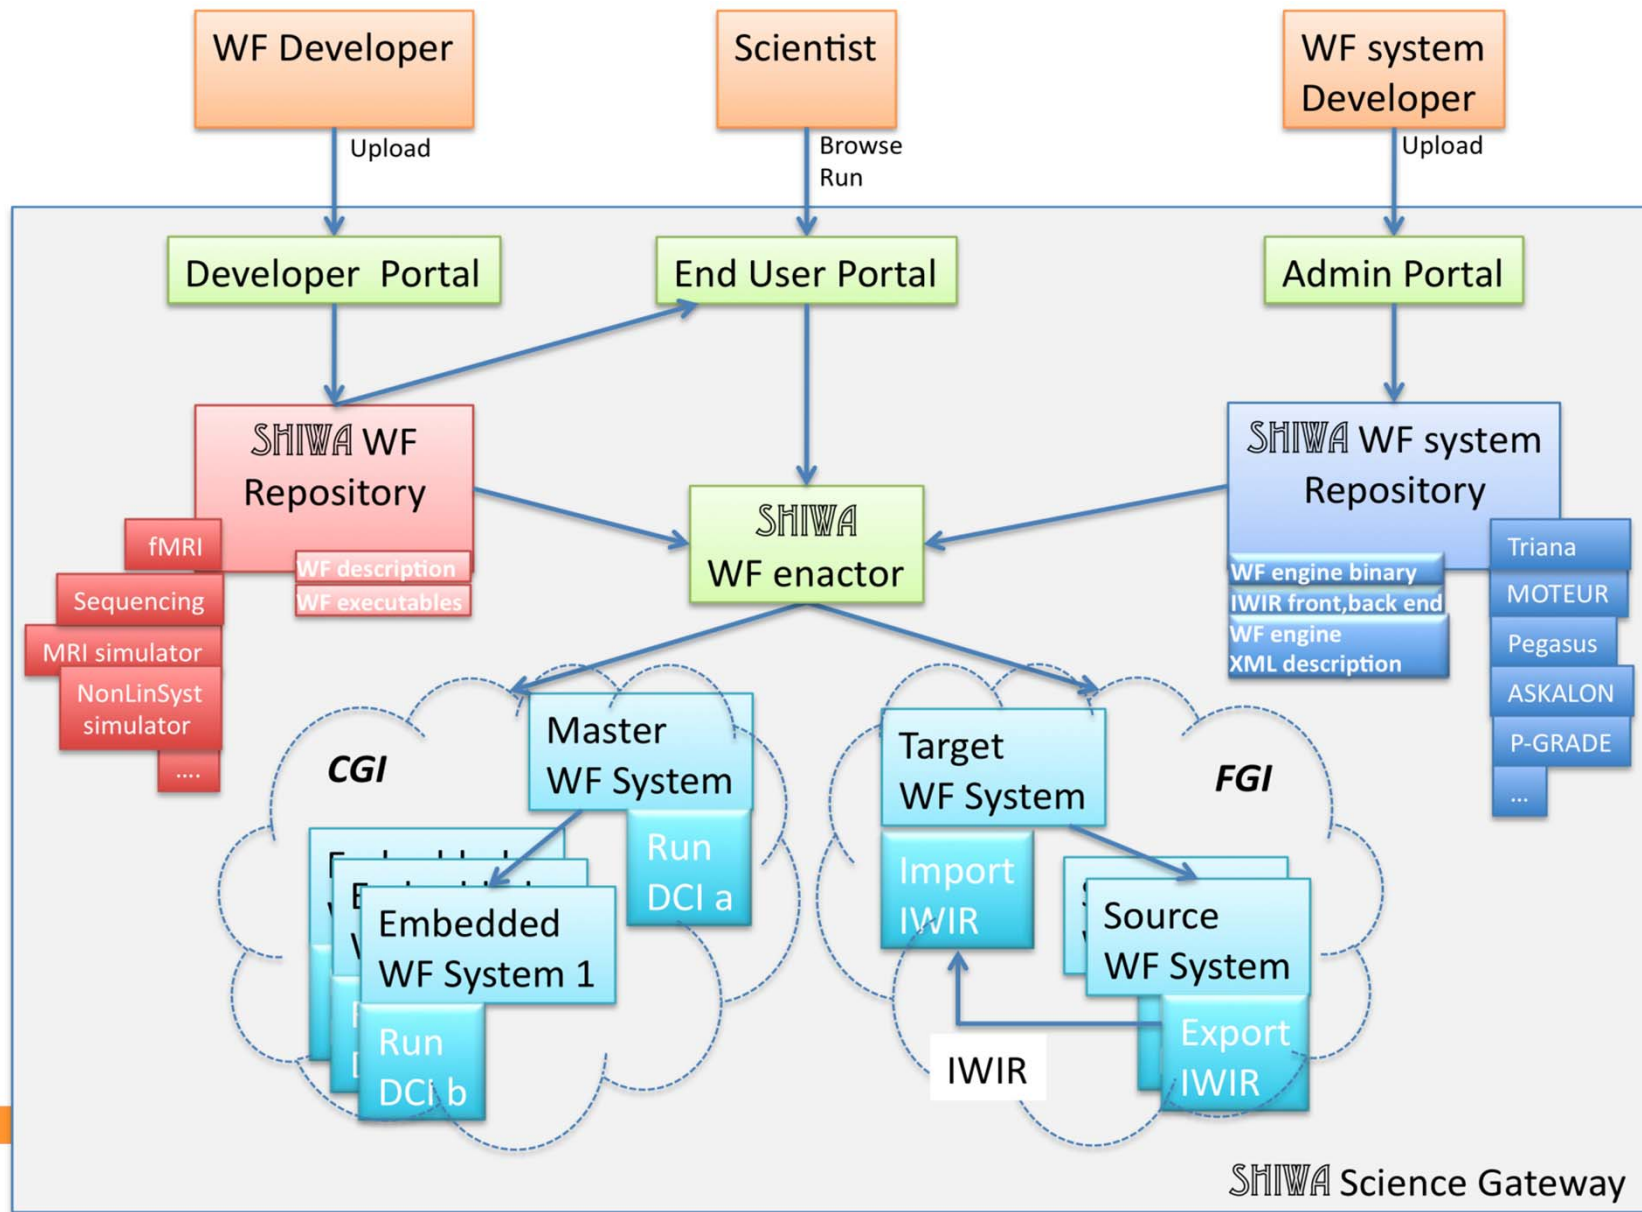 WF Developer
Scientist
WF system
Developer
Upload
Browse
Run
Upload
Developer Portal
End User Portal
Admin Portal
SHIWA WF
Repository
SHIWA WF system
Repository
SHIWA
WF enactor
fMRI
Sequencing
MRI simulator
NonLinSyst
simulator
....
WF description
WF executables
WF engine binary
IWIR front,back end
WF engine
XML description
Triana
MOTEUR
Pegasus
ASKALON
P-GRADE
...
CGI
Master
WF System
Run
DCI a
Embedded
WF System 1
Run
DCI b
Target
WF System
FGI
Import
IWIR
Source
WF System
Export
IWIR
IWIR
SHIWA Science Gateway